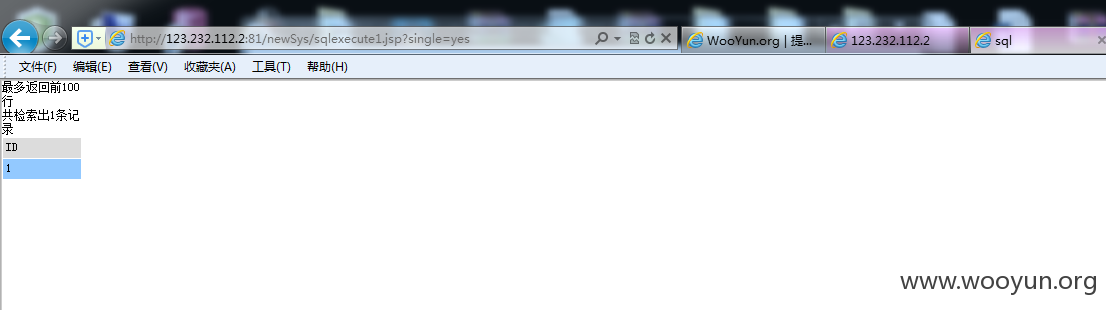 http://123.232.112.2:81/newSys/sqlexecute1.jsp?single=yes
WooYun.org | 提...
123.232.112.2
sql
文件(F) 编辑(E) 查看(V) 收藏夹(A) 工具(T) 帮助(H)
最多返回前100
行
共检索出1条记
录
ID
1
www.wooyun.org